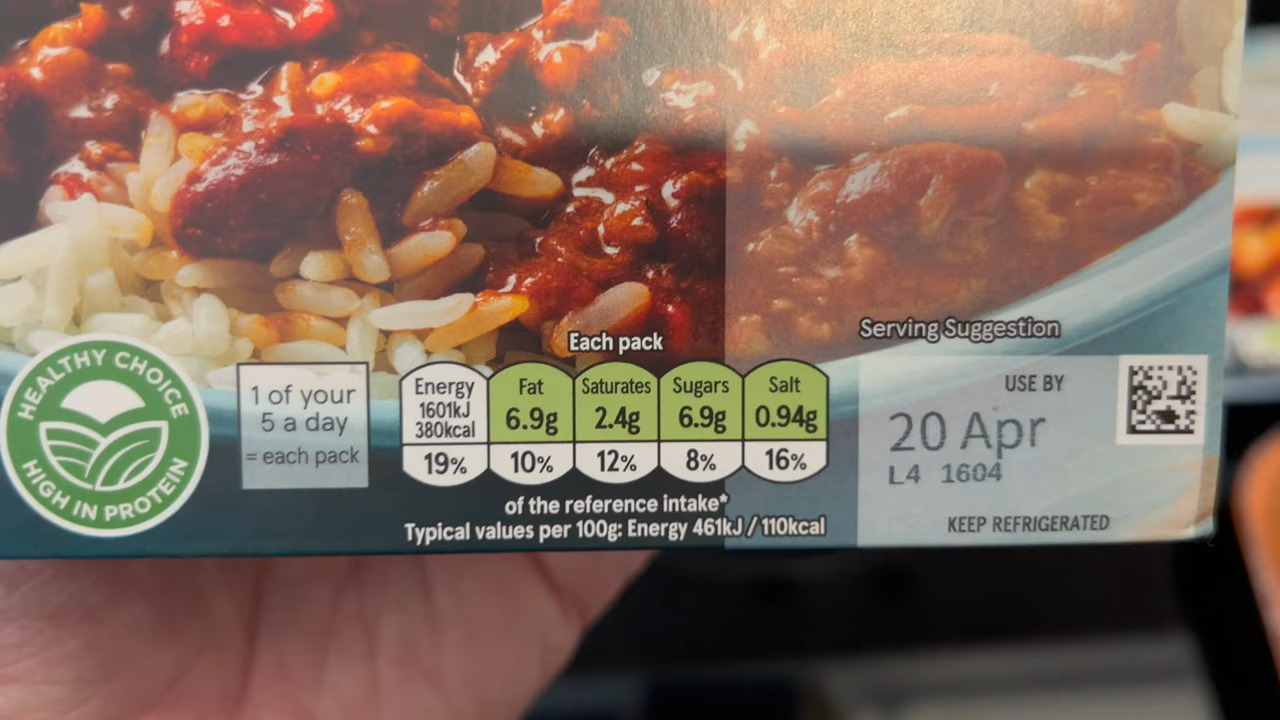 Each pack
Serving Suggestion
HEALTHY CHOICE
HIGH IN PROTEIN
1 of your
5 a day
= each pack
Energy
1601kJ
380kcal
19%
Fat
6.9g
10%
Saturates
2.4g
12%
Sugars
6.9g
8%
Salt
0.94g
16%
of the reference intake*
Typical values per 100g: Energy 461kJ / 110kcal
USE BY
20 Apr
L4 1604
KEEP REFRIGERATED